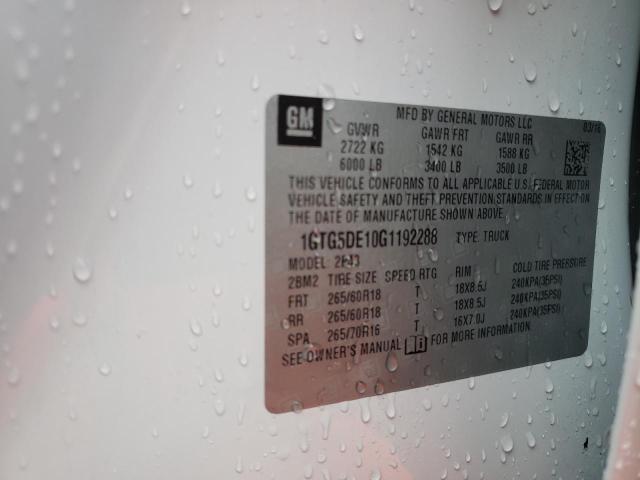 GM
MFD BY GENERAL MOTORS LLC 03/16
GVWR GAWR FRT GAWR RR
2722 KG 1542 KG 1588 KG
6000 LB 3400 LB 3500 LB
THIS VEHICLE CONFORMS TO ALL APPLICABLE U.S. FEDERAL MOTOR
VEHICLE SAFETY AND THEFT PREVENTION STANDARDS IN EFFECT ON
THE DATE OF MANUFACTURE SHOWN ABOVE.
1GTG5DE10G1192288 TYPE: TRUCK
MODEL:
2BM2 TIRE SIZE SPEED RTG RIM COLD TIRE PRESSURE
FRT 265/60R18 T 18X8.5J 240KPA(35PSI)
RR 265/60R18 T 18X8.5J 240KPA(35PSI)
SPA 265/70R16 T 16X7.0J 240KPA(35PSI)
SEE OWNER'S MANUAL FOR MORE INFORMATION.